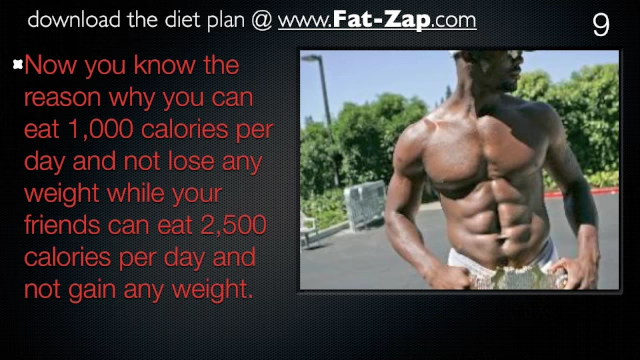 download the diet plan @ www.Fat-Zap.com
9
Now you know the
reason why you can
eat 1,000 calories per
day and not lose any
weight while your
friends can eat 2,500
calories per day and
not gain any weight.